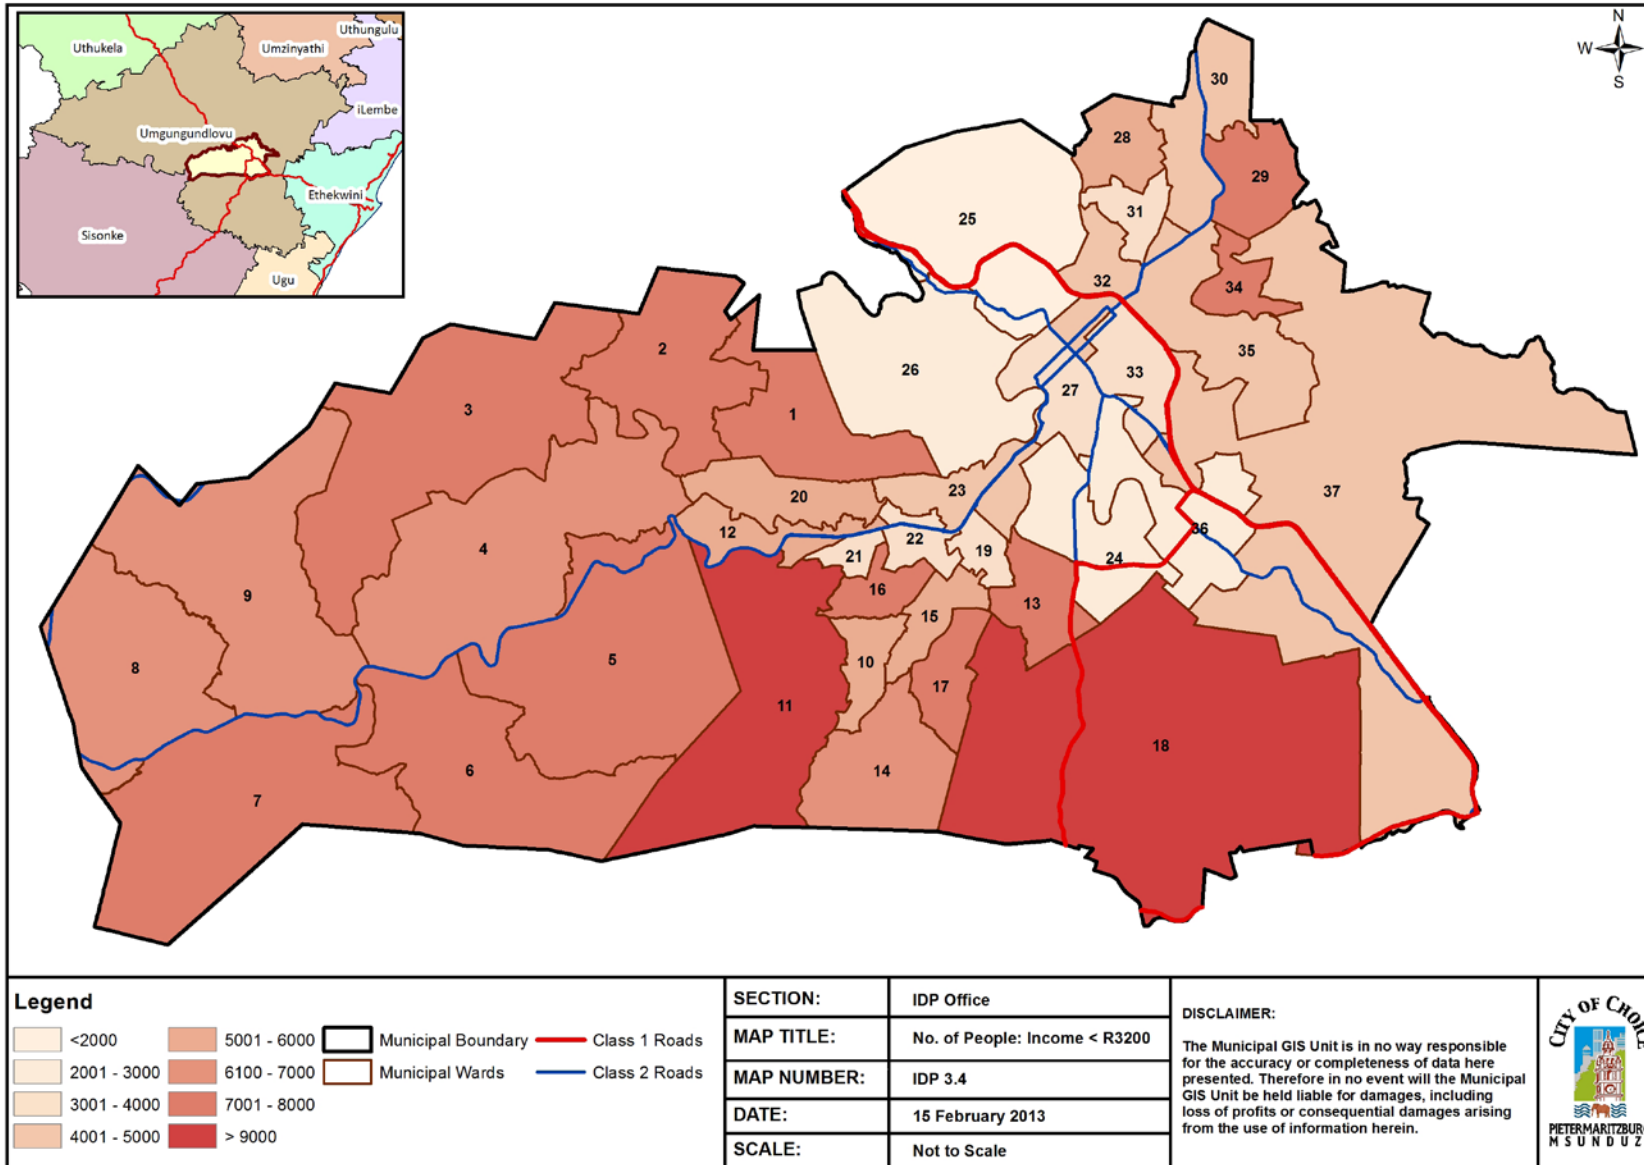 Uthungulu
Uthukela
Umzinyathi
iLembe
Umgungundlovu
Ethekwini
Sisonke
Ugu
N
W
S
30
28
29
31
25
32
34
35
2
26
33
27
1
3
37
20
23
12
36
22
19
21
24
4
16
9
13
15
10
5
8
17
11
18
14
6
7
Legend
<2000
2001 - 3000
3001 - 4000
4001 - 5000
5001 - 6000
6100 - 7000
7001 - 8000
> 9000
Municipal Boundary
Municipal Wards
Class 1 Roads
Class 2 Roads
SECTION: IDP Office
MAP TITLE: No. of People: Income < R3200
MAP NUMBER: IDP 3.4
DATE: 15 February 2013
SCALE: Not to Scale
DISCLAIMER:
The Municipal GIS Unit is in no way responsible
for the accuracy or completeness of data here
presented. Therefore in no event will the Municipal
GIS Unit be held liable for damages, including
loss of profits or consequential damages arising
from the use of information herein.
CITY OF CHOICE
PIETERMARITZBURG
MSUNDUZ